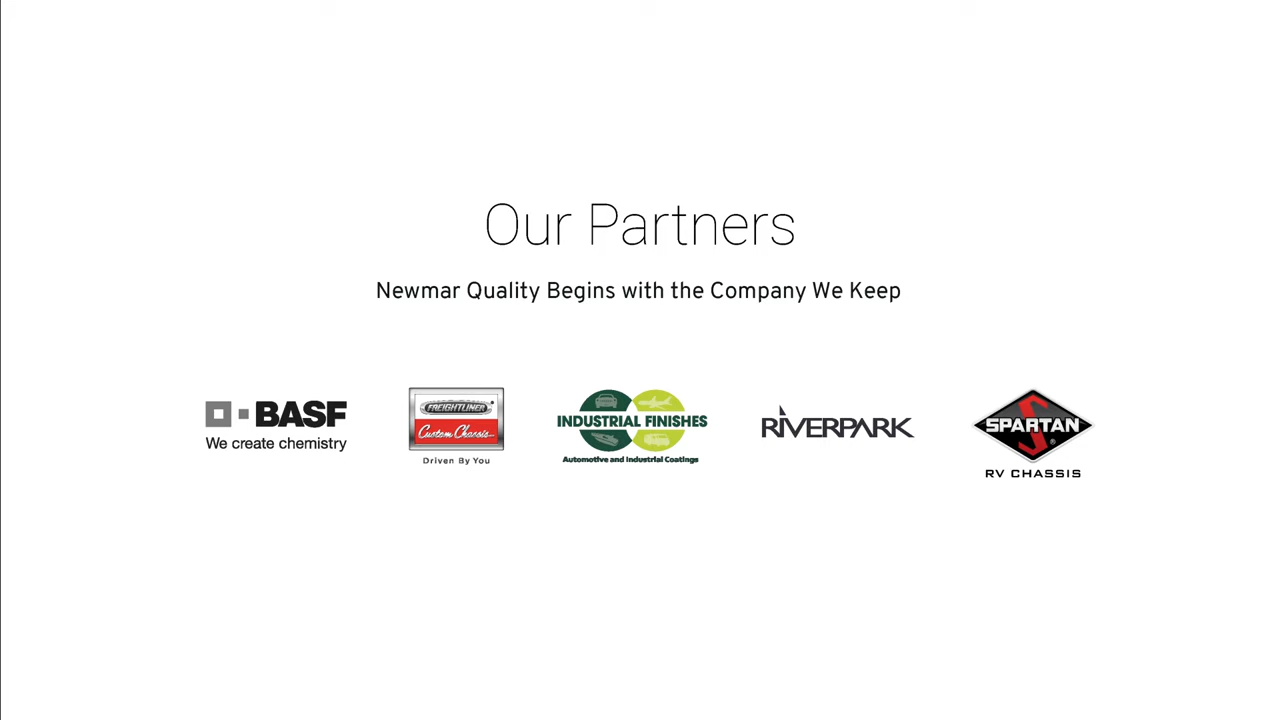 Our Partners
Newmar Quality Begins with the Company We Keep
BASF
We create chemistry
FREIGHTLINER
Custom Chassis
Driven By You
INDUSTRIAL FINISHES
Automotive and Industrial Coatings
RIVERPARK
SPARTAN
RV CHASSIS